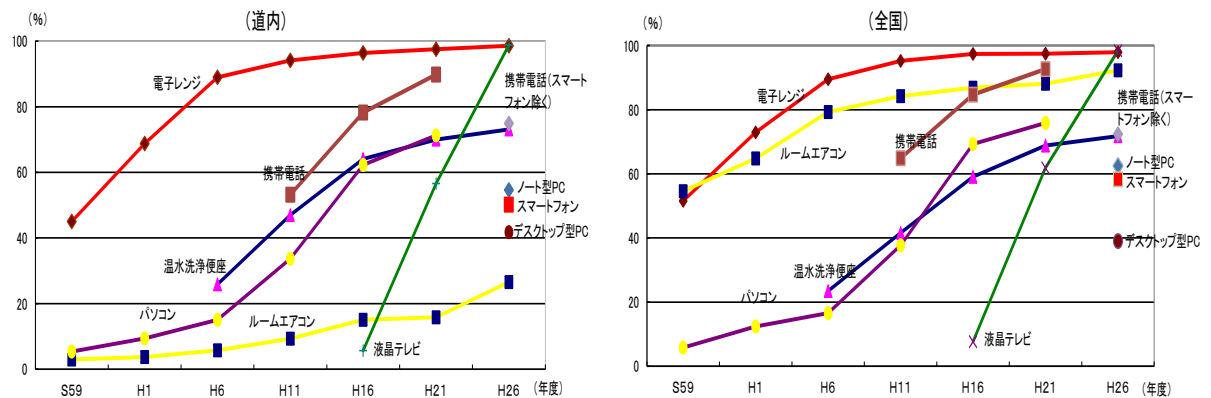 （道内）
(%)
100
80
60
40
20
0
電子レンジ
携帯電話（スマート
フォン除く）
携帯電話
ノート型PC
スマートフォン
デスクトップ型PC
温水洗浄便座
パソコン
ルームエアコン
液晶テレビ
S59 H1 H6 H11 H16 H21 H26 （年度）
（全国）
(%)
100
80
60
40
20
0
電子レンジ
ルームエアコン
携帯電話（スマー
トフォン除く）
携帯電話
ノート型PC
スマートフォン
デスクトップ型PC
温水洗浄便座
パソコン
液晶テレビ
S59 H1 H6 H11 H16 H21 H26 （年度）